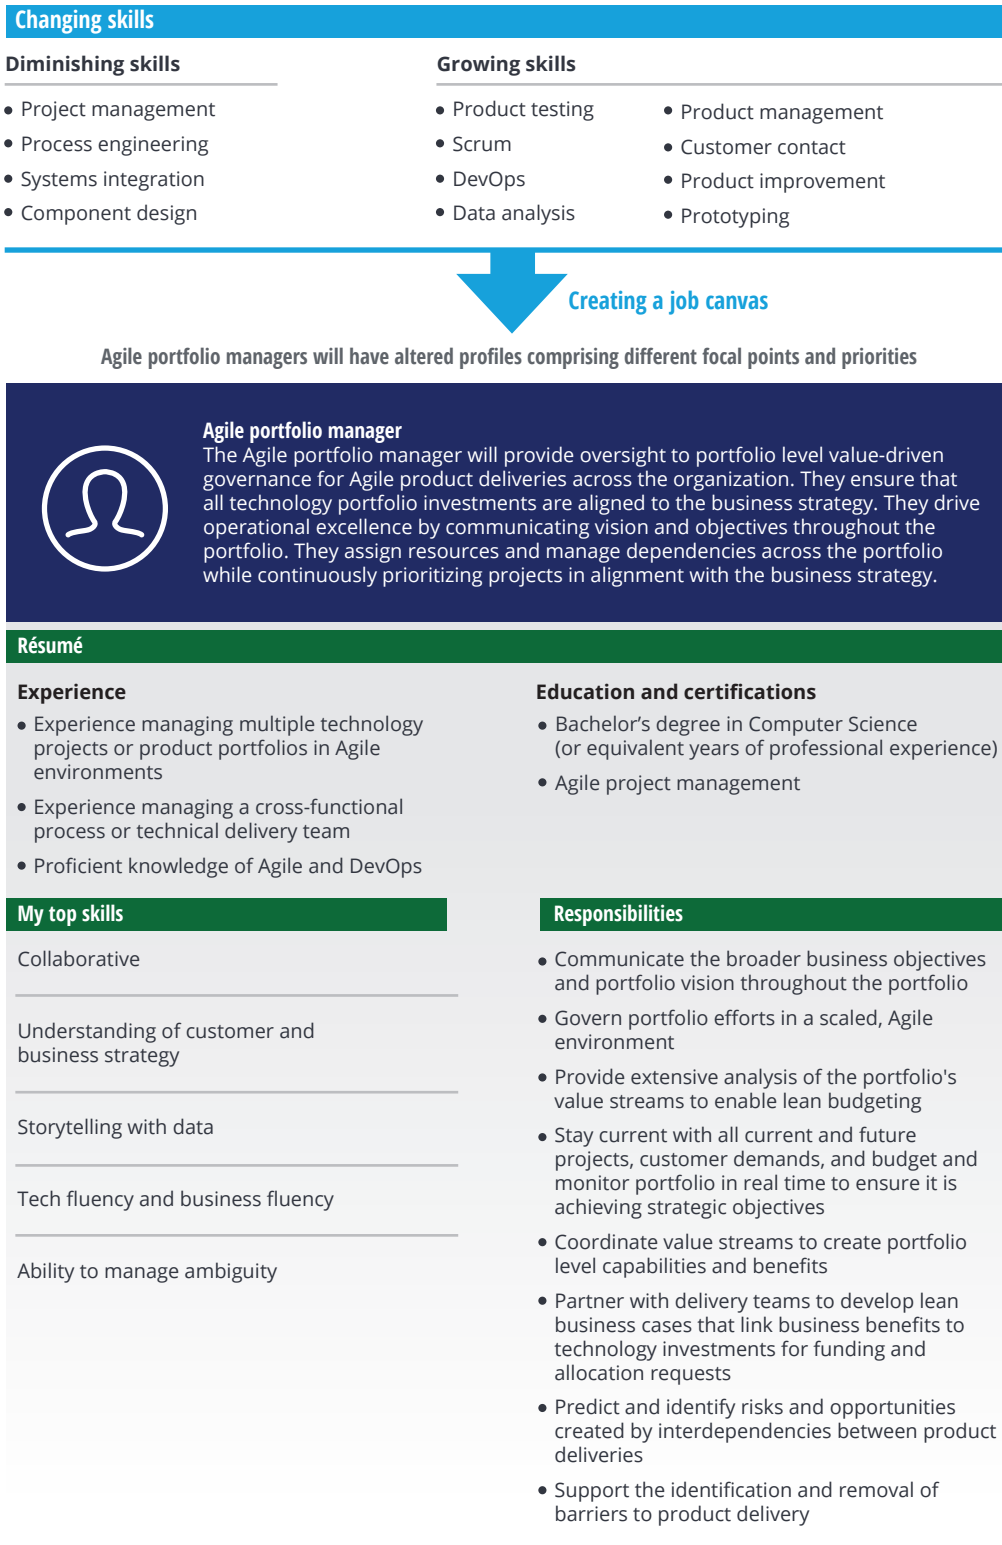 Changing skills
Diminishing skills
• Project management
• Process engineering
• Systems integration
• Component design
Growing skills
• Product testing
• Scrum
• DevOps
• Data analysis
• Product management
• Customer contact
• Product improvement
• Prototyping
Creating a job canvas
Agile portfolio managers will have altered profiles comprising different focal points and priorities
Agile portfolio manager
The Agile portfolio manager will provide oversight to portfolio level value-driven
governance for Agile product deliveries across the organization. They ensure that
all technology portfolio investments are aligned to the business strategy. They drive
operational excellence by communicating vision and objectives throughout the
portfolio. They assign resources and manage dependencies across the portfolio
while continuously prioritizing projects in alignment with the business strategy.
Résumé
Experience
• Experience managing multiple technology
projects or product portfolios in Agile
environments
• Experience managing a cross-functional
process or technical delivery team
• Proficient knowledge of Agile and DevOps
Education and certifications
• Bachelor’s degree in Computer Science
(or equivalent years of professional experience)
• Agile project management
My top skills
Collaborative
Understanding of customer and
business strategy
Storytelling with data
Tech fluency and business fluency
Ability to manage ambiguity
Responsibilities
• Communicate the broader business objectives
and portfolio vision throughout the portfolio
• Govern portfolio efforts in a scaled, Agile
environment
• Provide extensive analysis of the portfolio's
value streams to enable lean budgeting
• Stay current with all current and future
projects, customer demands, and budget and
monitor portfolio in real time to ensure it is
achieving strategic objectives
• Coordinate value streams to create portfolio
level capabilities and benefits
• Partner with delivery teams to develop lean
business cases that link business benefits to
technology investments for funding and
allocation requests
• Predict and identify risks and opportunities
created by interdependencies between product
deliveries
• Support the identification and removal of
barriers to product delivery